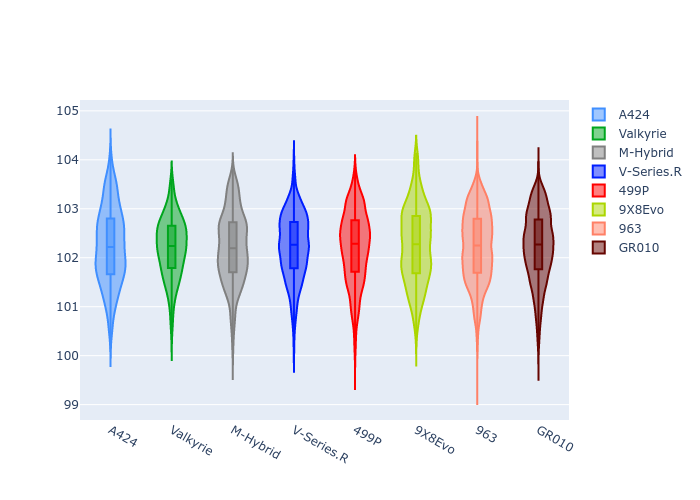 105
104
103
102
101
100
99
A424
Valkyrie
M-Hybrid
V-Series.R
499P
9X8Evo
963
GR010
A424
Valkyrie
M-Hybrid
V-Series.R
499P
9X8Evo
963
GR010